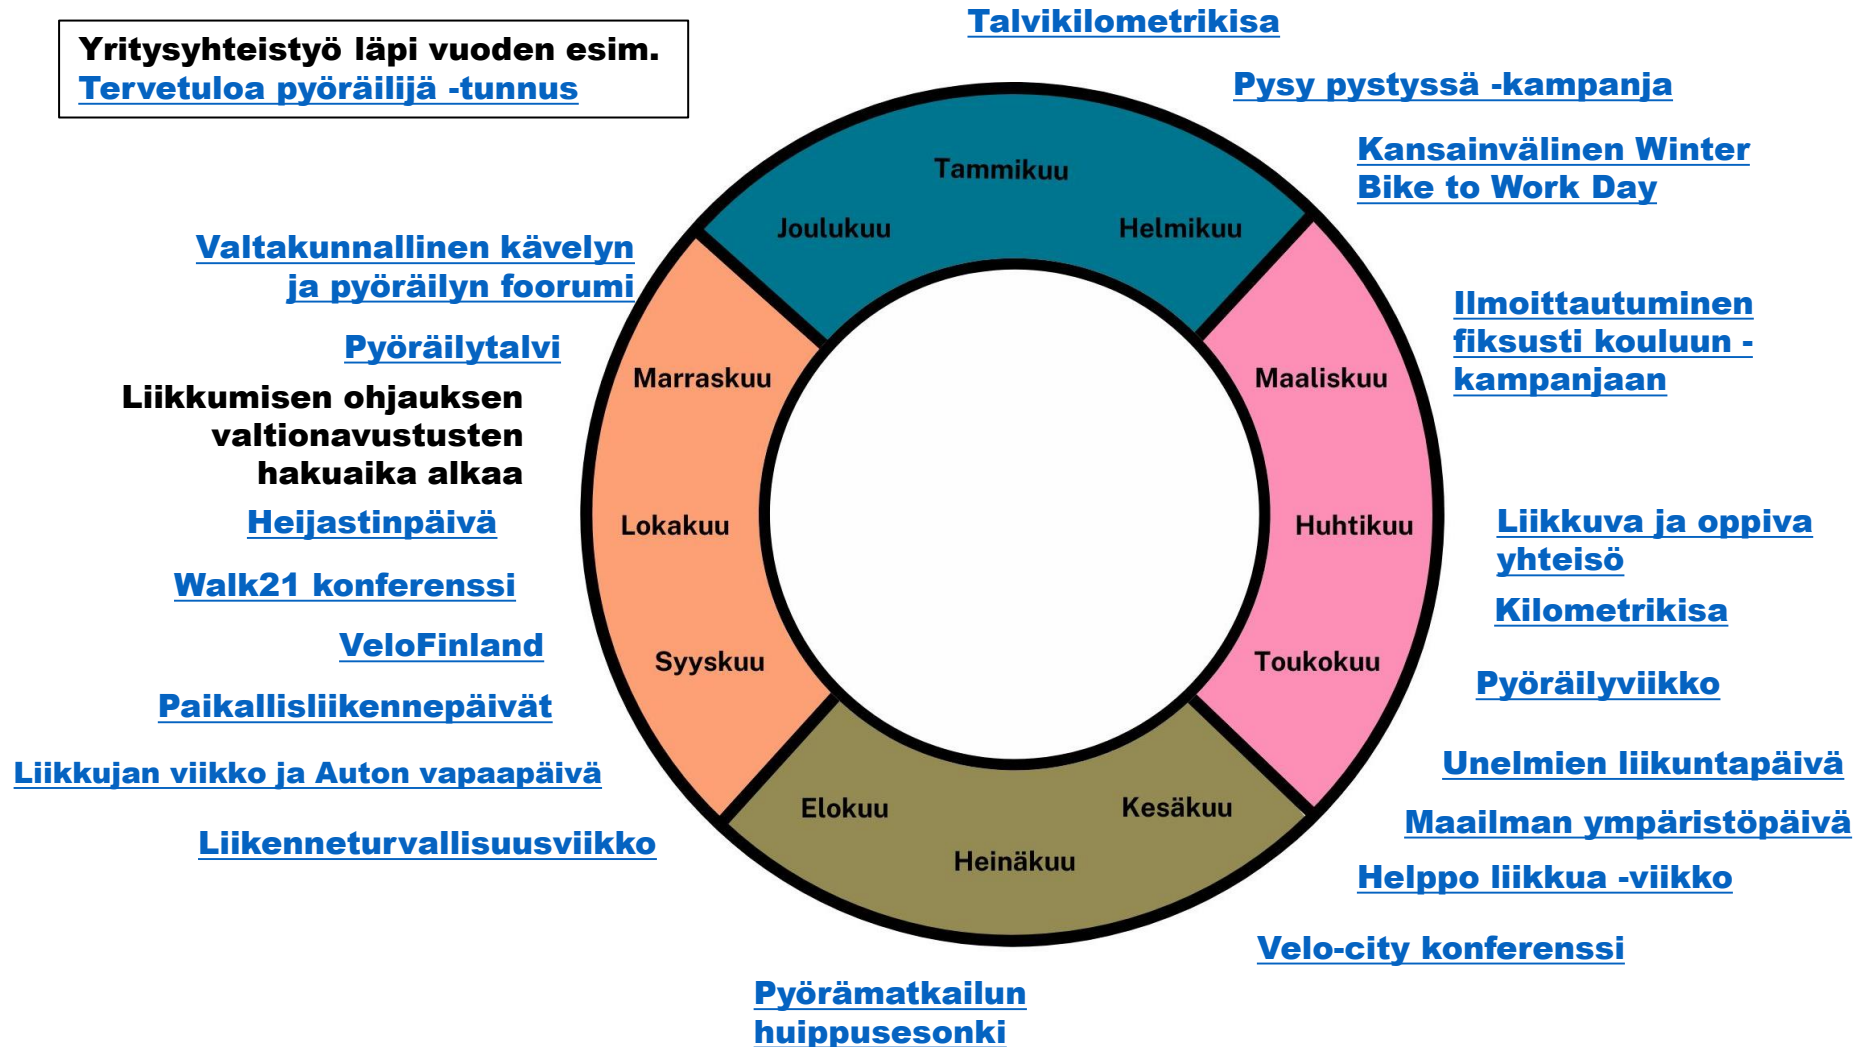 Yritysyhteistyö läpi vuoden esim.
Tervetuloa pyöräilijä -tunnus
Talvikilometrikisa
Pysy pystyssä -kampanja
Kansainvälinen Winter
Bike to Work Day
Ilmoittautuminen
fiksusti kouluun -
kampanjaan
Liikkuva ja oppiva
yhteisö
Kilometrikisa
Pyöräilyviikko
Unelmien liikuntapäivä
Maailman ympäristöpäivä
Helppo liikkua -viikko
Velo-city konferenssi
Pyörämatkailun
huippusesonki
Liikenneturvallisuusviikko
Liikkujan viikko ja Auton vapaapäivä
Paikallisliikennepäivät
VeloFinland
Walk21 konferenssi
Heijastinpäivä
Liikkumisen ohjauksen
valtionavustusten
hakuaika alkaa
Pyöräilytalvi
Valtakunnallinen kävelyn
ja pyöräilyn foorumi
Tammikuu
Helmikuu
Maaliskuu
Huhtikuu
Toukokuu
Kesäkuu
Heinäkuu
Elokuu
Syyskuu
Lokakuu
Marraskuu
Joulukuu